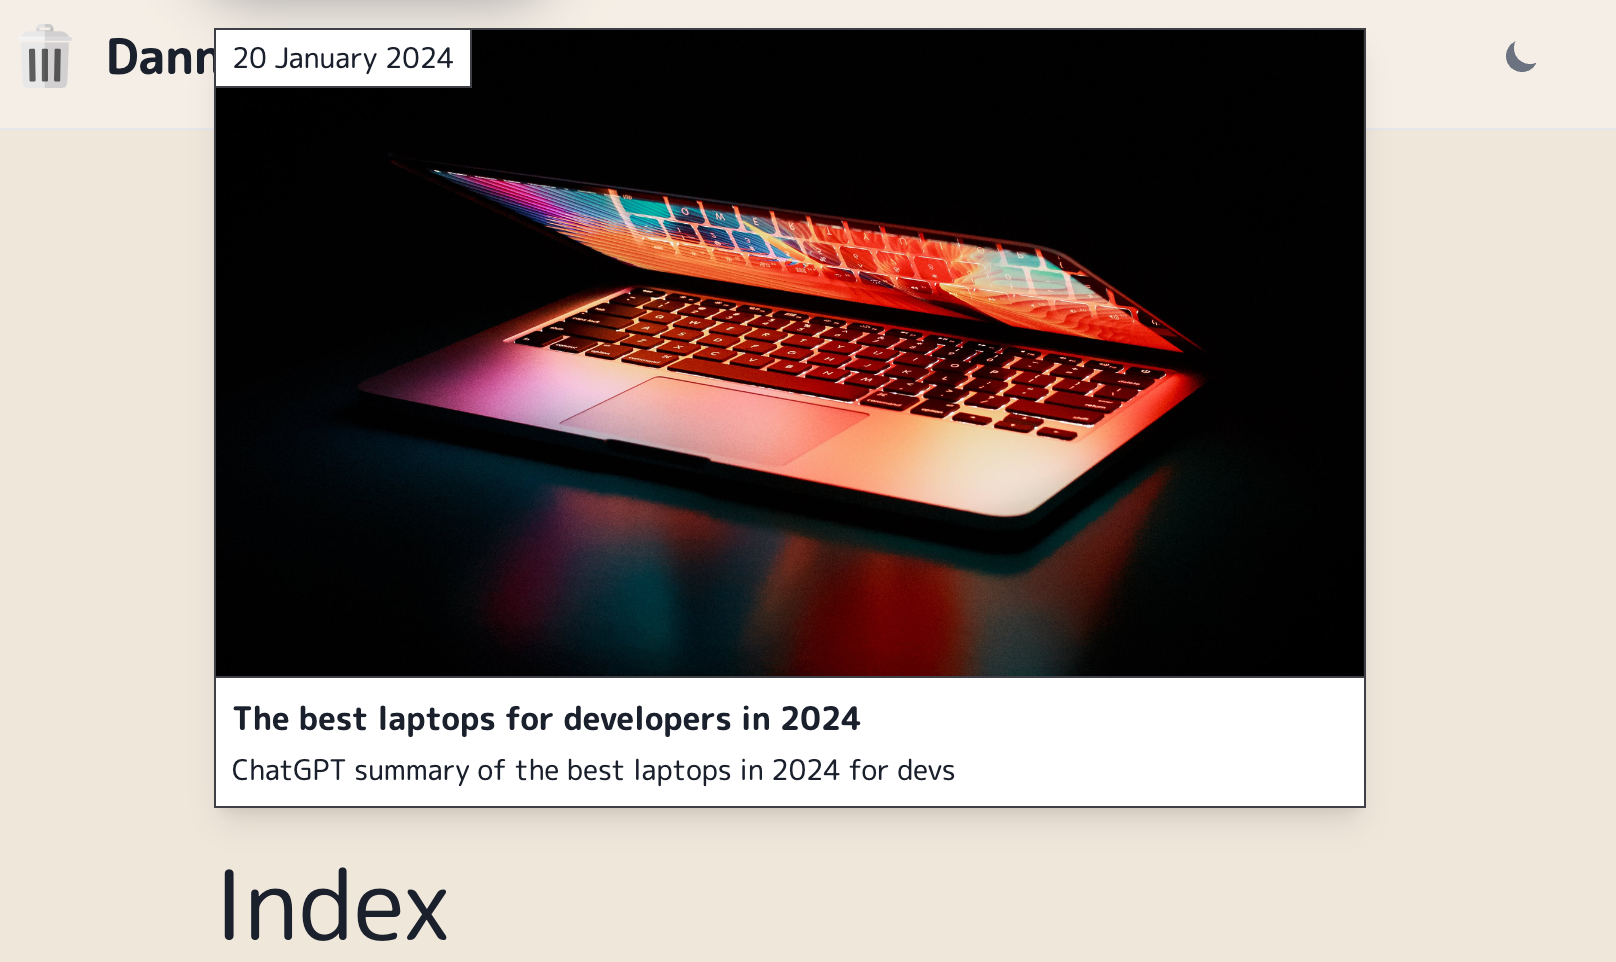 Dann
20 January 2024
The best laptops for developers in 2024
ChatGPT summary of the best laptops in 2024 for devs
Index